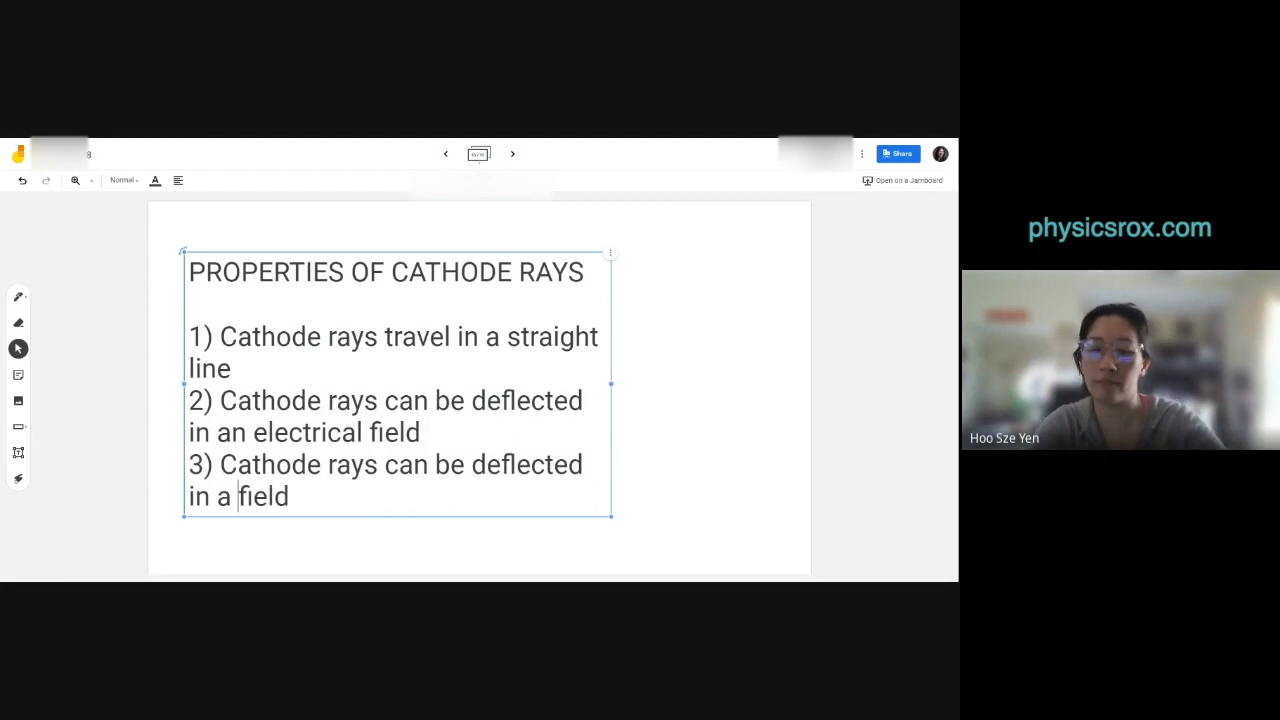 Share
Normal
A
Open on a Jamboard
PROPERTIES OF CATHODE RAYS
1) Cathode rays travel in a straight
line
2) Cathode rays can be deflected
in an electrical field
3) Cathode rays can be deflected
in a field
physicsrox.com
Hoo Sze Yen